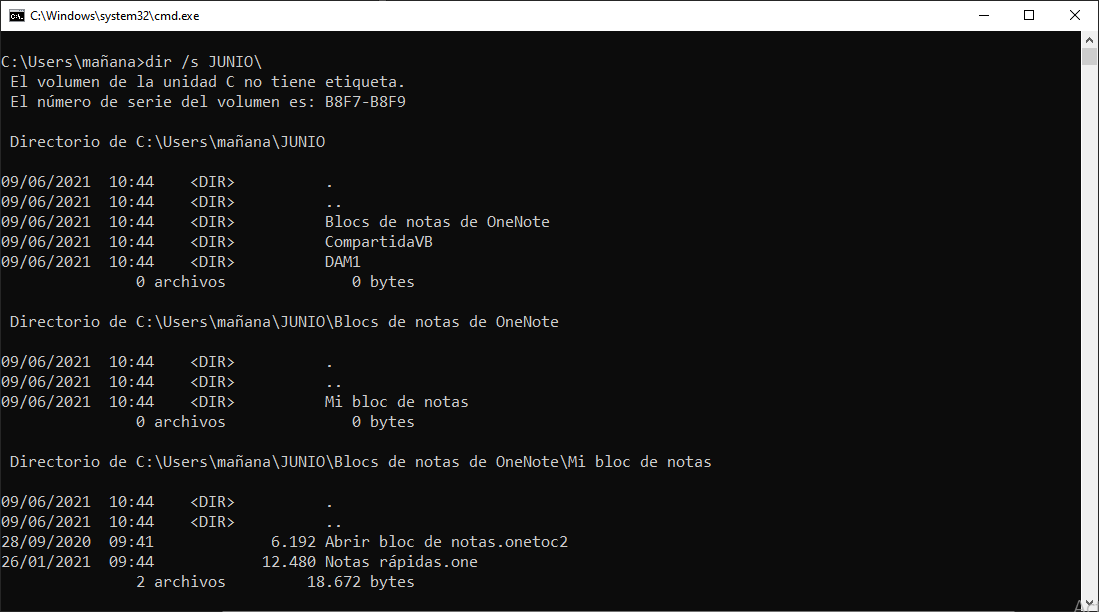 C:\Windows\system32\cmd.exe
C:\Users\mañana>dir /s JUNIO\
El volumen de la unidad C no tiene etiqueta.
El número de serie del volumen es: B8F7-B8F9
Directorio de C:\Users\mañana\JUNIO
09/06/2021  10:44    <DIR>          .
09/06/2021  10:44    <DIR>          ..
09/06/2021  10:44    <DIR>          Blocs de notas de OneNote
09/06/2021  10:44    <DIR>          CompartidaVB
09/06/2021  10:44    <DIR>          DAM1
0 archivos              0 bytes
Directorio de C:\Users\mañana\JUNIO\Blocs de notas de OneNote
09/06/2021  10:44    <DIR>          .
09/06/2021  10:44    <DIR>          ..
09/06/2021  10:44    <DIR>          Mi bloc de notas
0 archivos              0 bytes
Directorio de C:\Users\mañana\JUNIO\Blocs de notas de OneNote\Mi bloc de notas
09/06/2021  10:44    <DIR>          .
09/06/2021  10:44    <DIR>          ..
28/09/2020  09:41             6.192 Abrir bloc de notas.onetoc2
26/01/2021  09:44            12.480 Notas rápidas.one
2 archivos         18.672 bytes